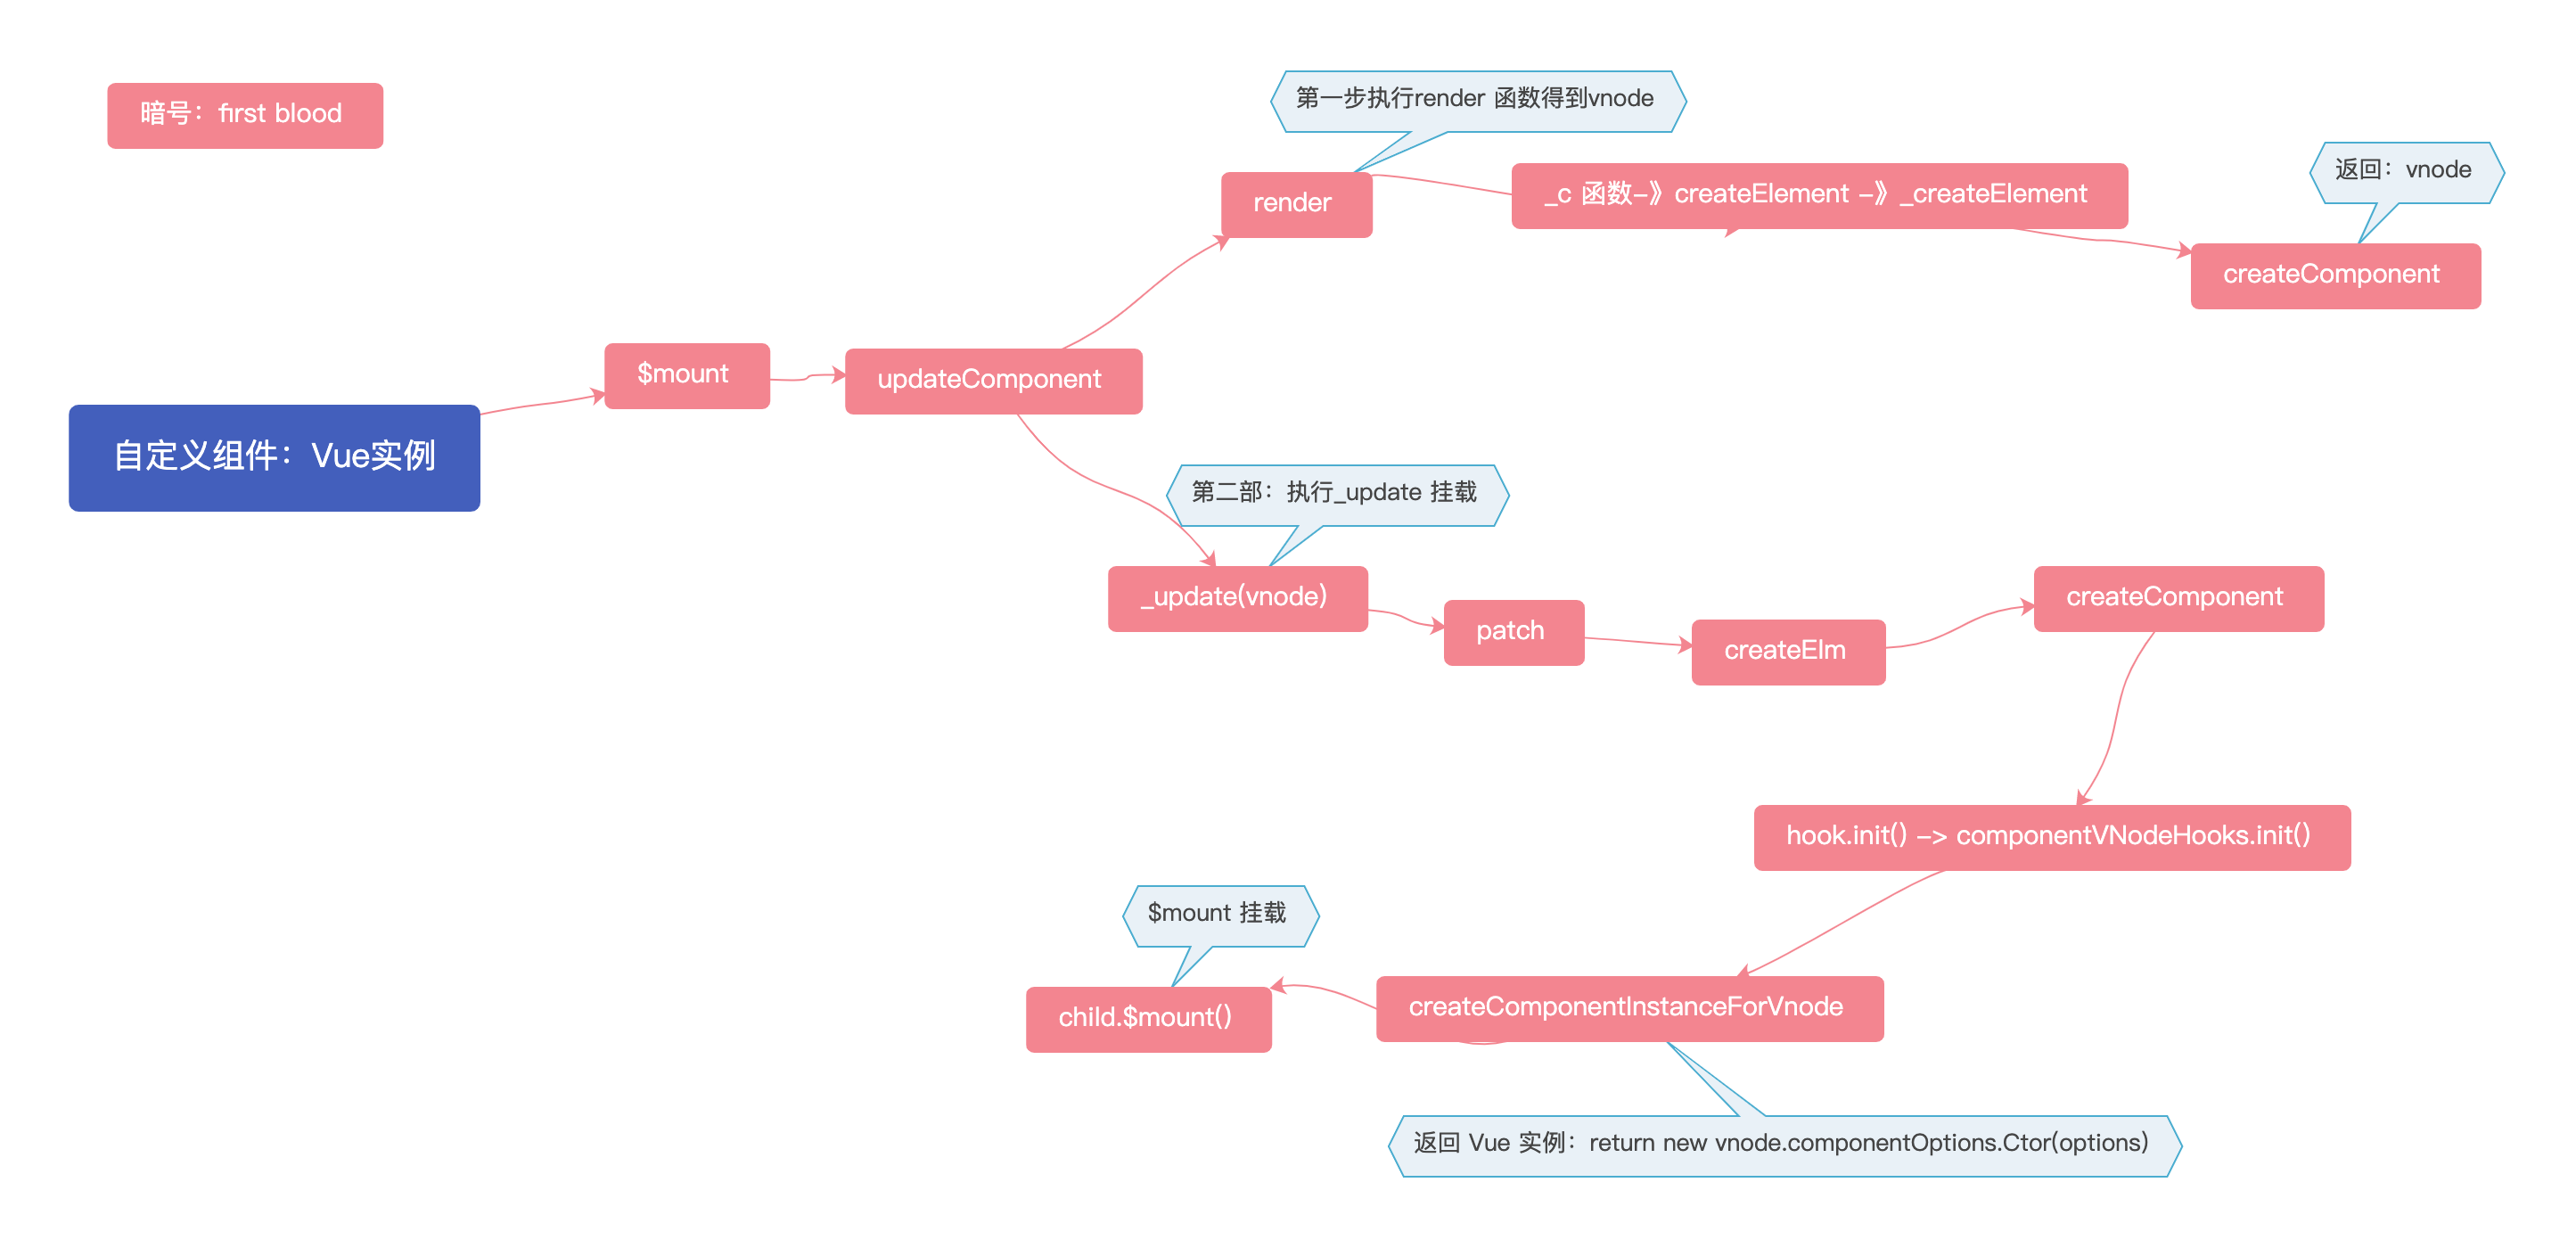 暗号：first blood
第一步执行render 函数得到vnode
返回：vnode
render
_c 函数-》createElement -》_createElement
createComponent
$mount
updateComponent
自定义组件：Vue实例
第二部：执行_update 挂载
_update(vnode)
patch
createElm
createComponent
hook.init() -> componentVNodeHooks.init()
$mount 挂载
child.$mount()
createComponentInstanceForVnode
返回 Vue 实例：return new vnode.componentOptions.Ctor(options)